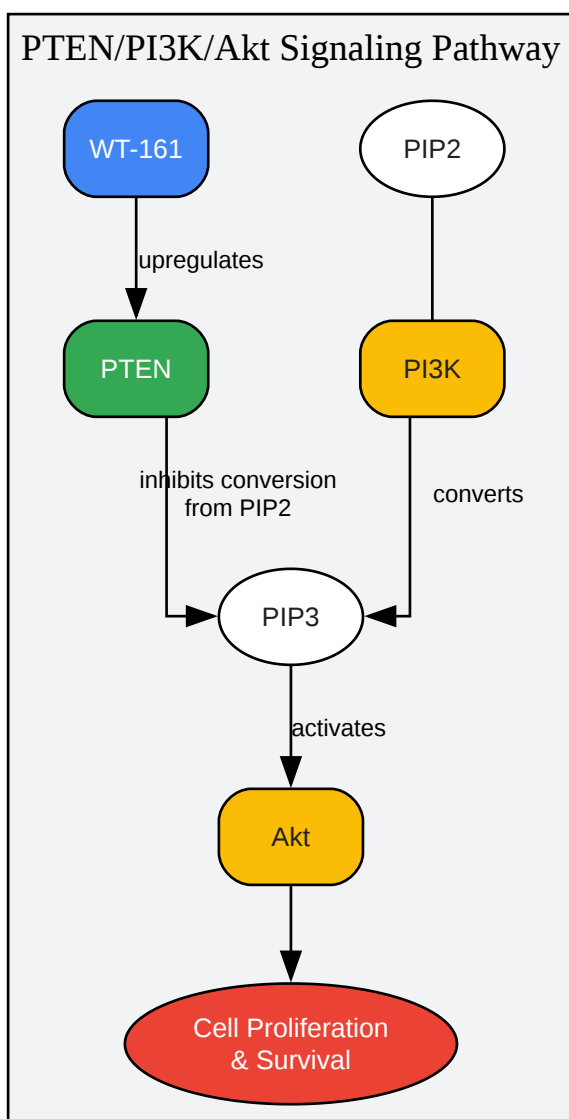 PTEN/PI3K/Akt Signaling Pathway
WT-161
PIP2
upregulates
PTEN
PI3K
inhibits conversion
from PIP2
converts
PIP3
activates
Akt
Cell Proliferation
& Survival